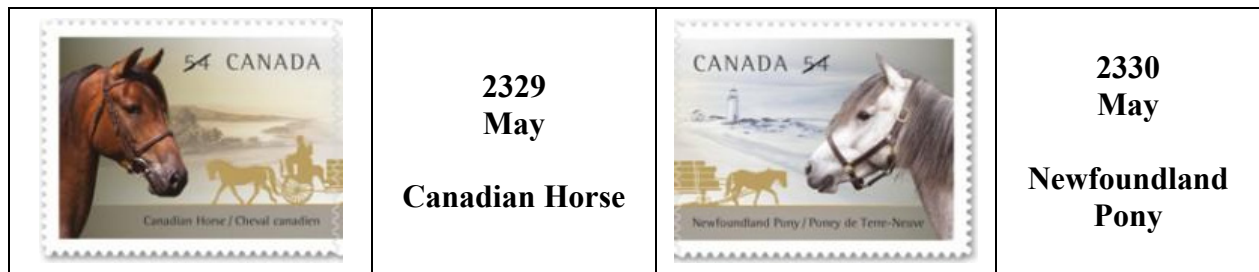 54 CANADA
Canadian Horse / Cheval canadien
2329
May
Canadian Horse
CANADA 54
Newfoundland Pony / Poney de Terre-Neuve
2330
May
Newfoundland
Pony